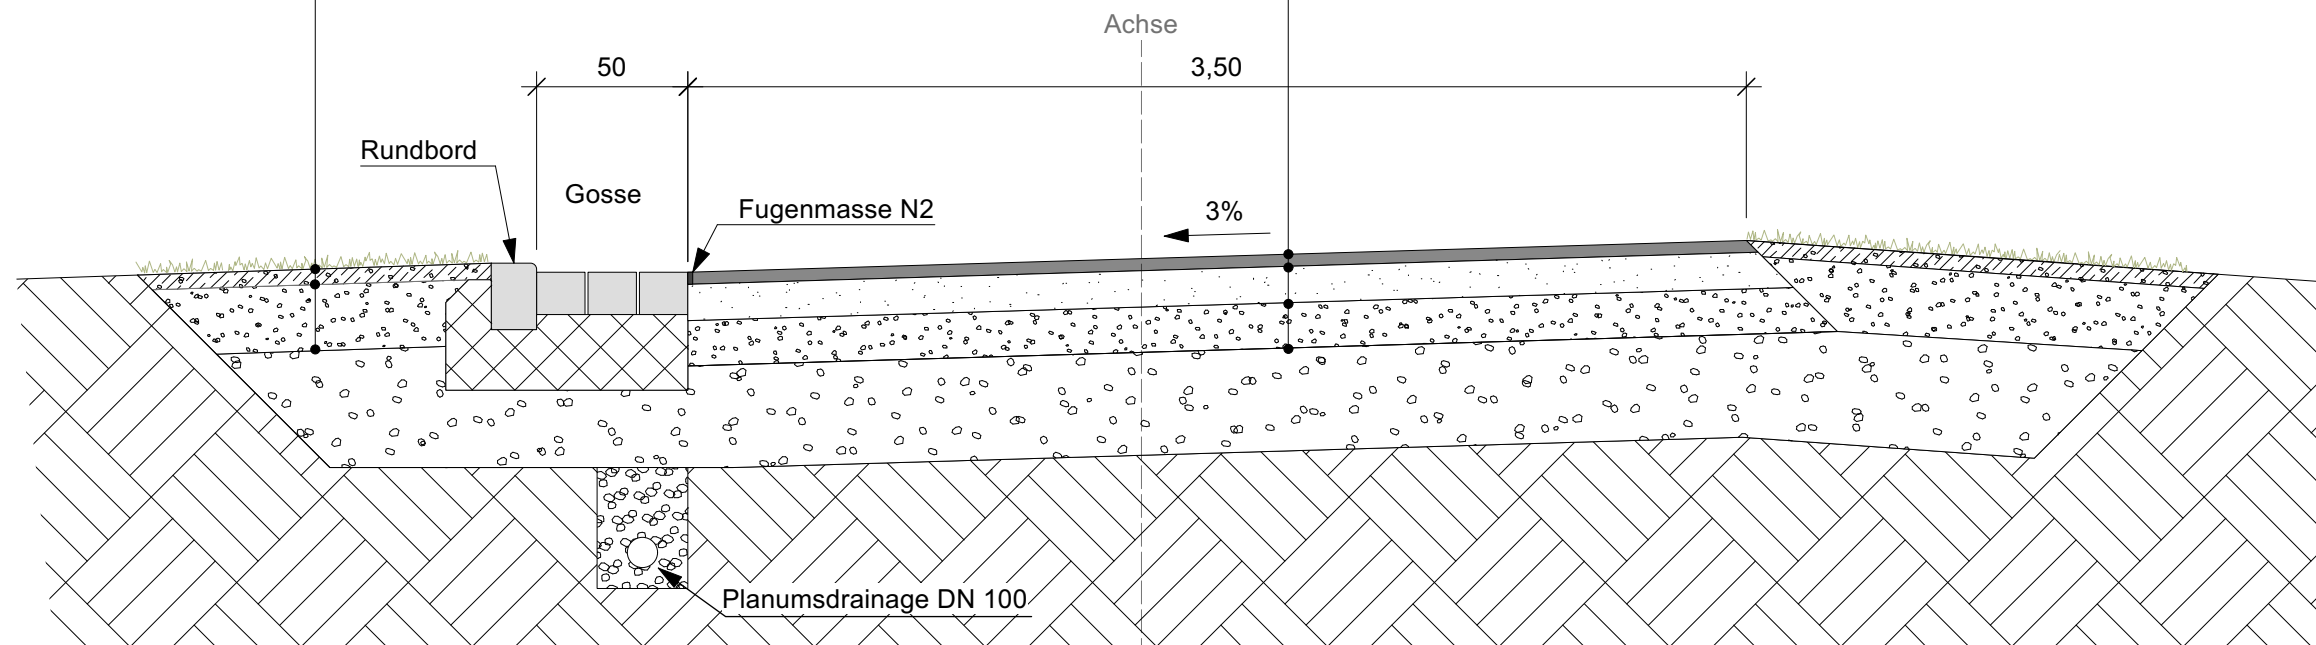 Achse
50
3,50
Rundbord
Gosse
Fugenmasse N2
3%
Planumsdrainage DN 100